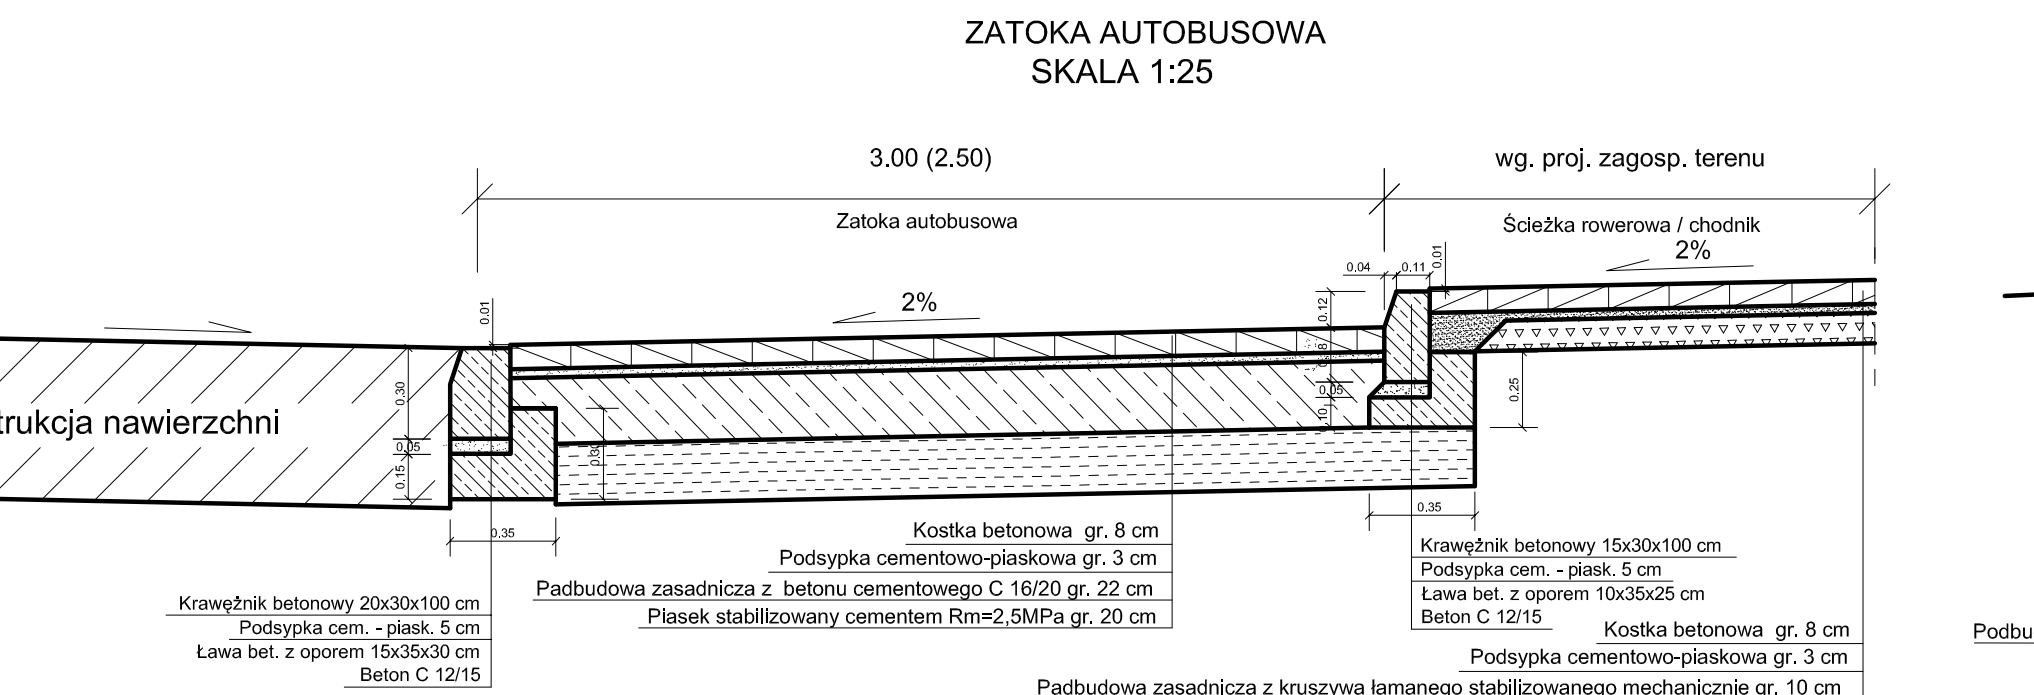 ZATOKA AUTOBUSOWA
SKALA 1:25
3.00 (2.50)
wg. proj. zagosp. terenu
Zatoka autobusowa
Ścieżka rowerowa / chodnik
2%
0.01
0.04
0.11
2%
0.01
0.12
0.30
trukcja nawierzchni
0.05
0.05
0.10
0.25
0.15
0.30
0.35
0.35
Kostka betonowa gr. 8 cm
Podsypka cementowo-piaskowa gr. 3 cm
Padbudowa zasadnicza z betonu cementowego C 16/20 gr. 22 cm
Piasek stabilizowany cementem Rm=2,5MPa gr. 20 cm
Krawężnik betonowy 15x30x100 cm
Podsypka cem. - piask. 5 cm
Ława bet. z oporem 10x35x25 cm
Beton C 12/15
Krawężnik betonowy 20x30x100 cm
Podsypka cem. - piask. 5 cm
Ława bet. z oporem 15x35x30 cm
Beton C 12/15
Kostka betonowa gr. 8 cm
Podsypka cementowo-piaskowa gr. 3 cm
Padbudowa zasadnicza z kruszywa łamanego stabilizowanego mechanicznie gr. 10 cm
Podbu